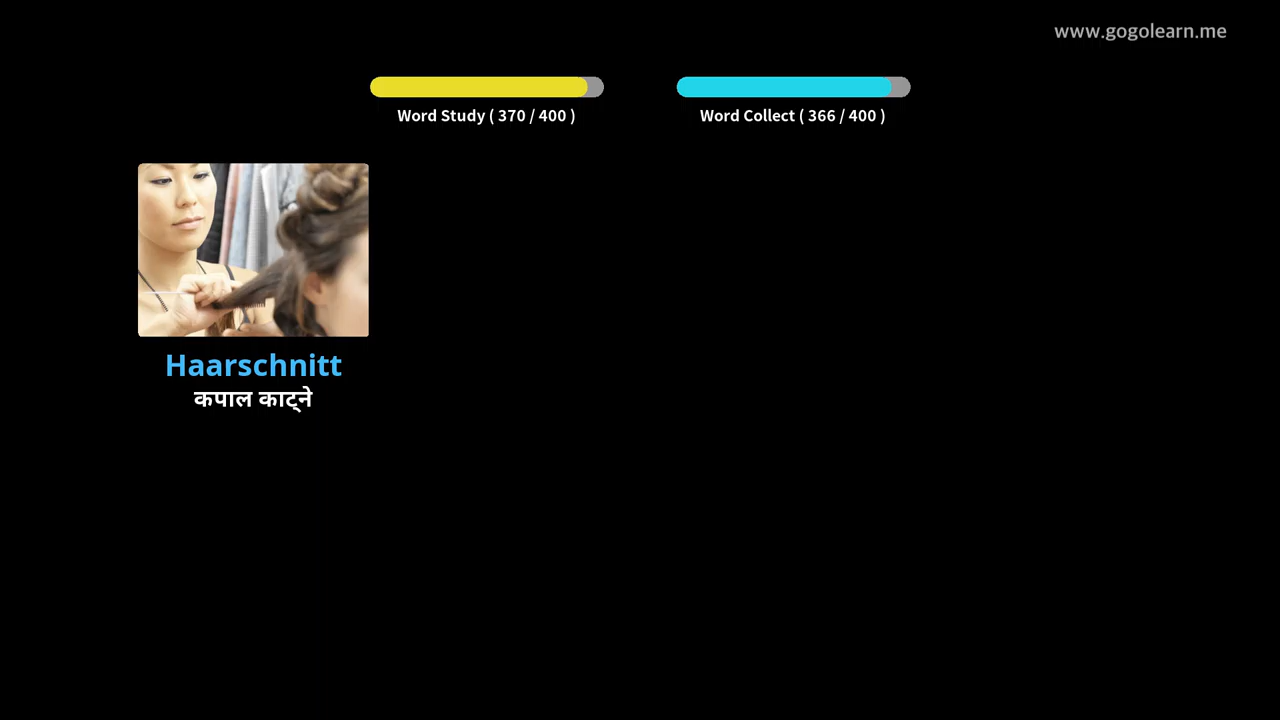 www.gogolearn.me
Word Study ( 370 / 400 )
Word Collect ( 366 / 400 )
Haarschnitt
कपाल काट्ने